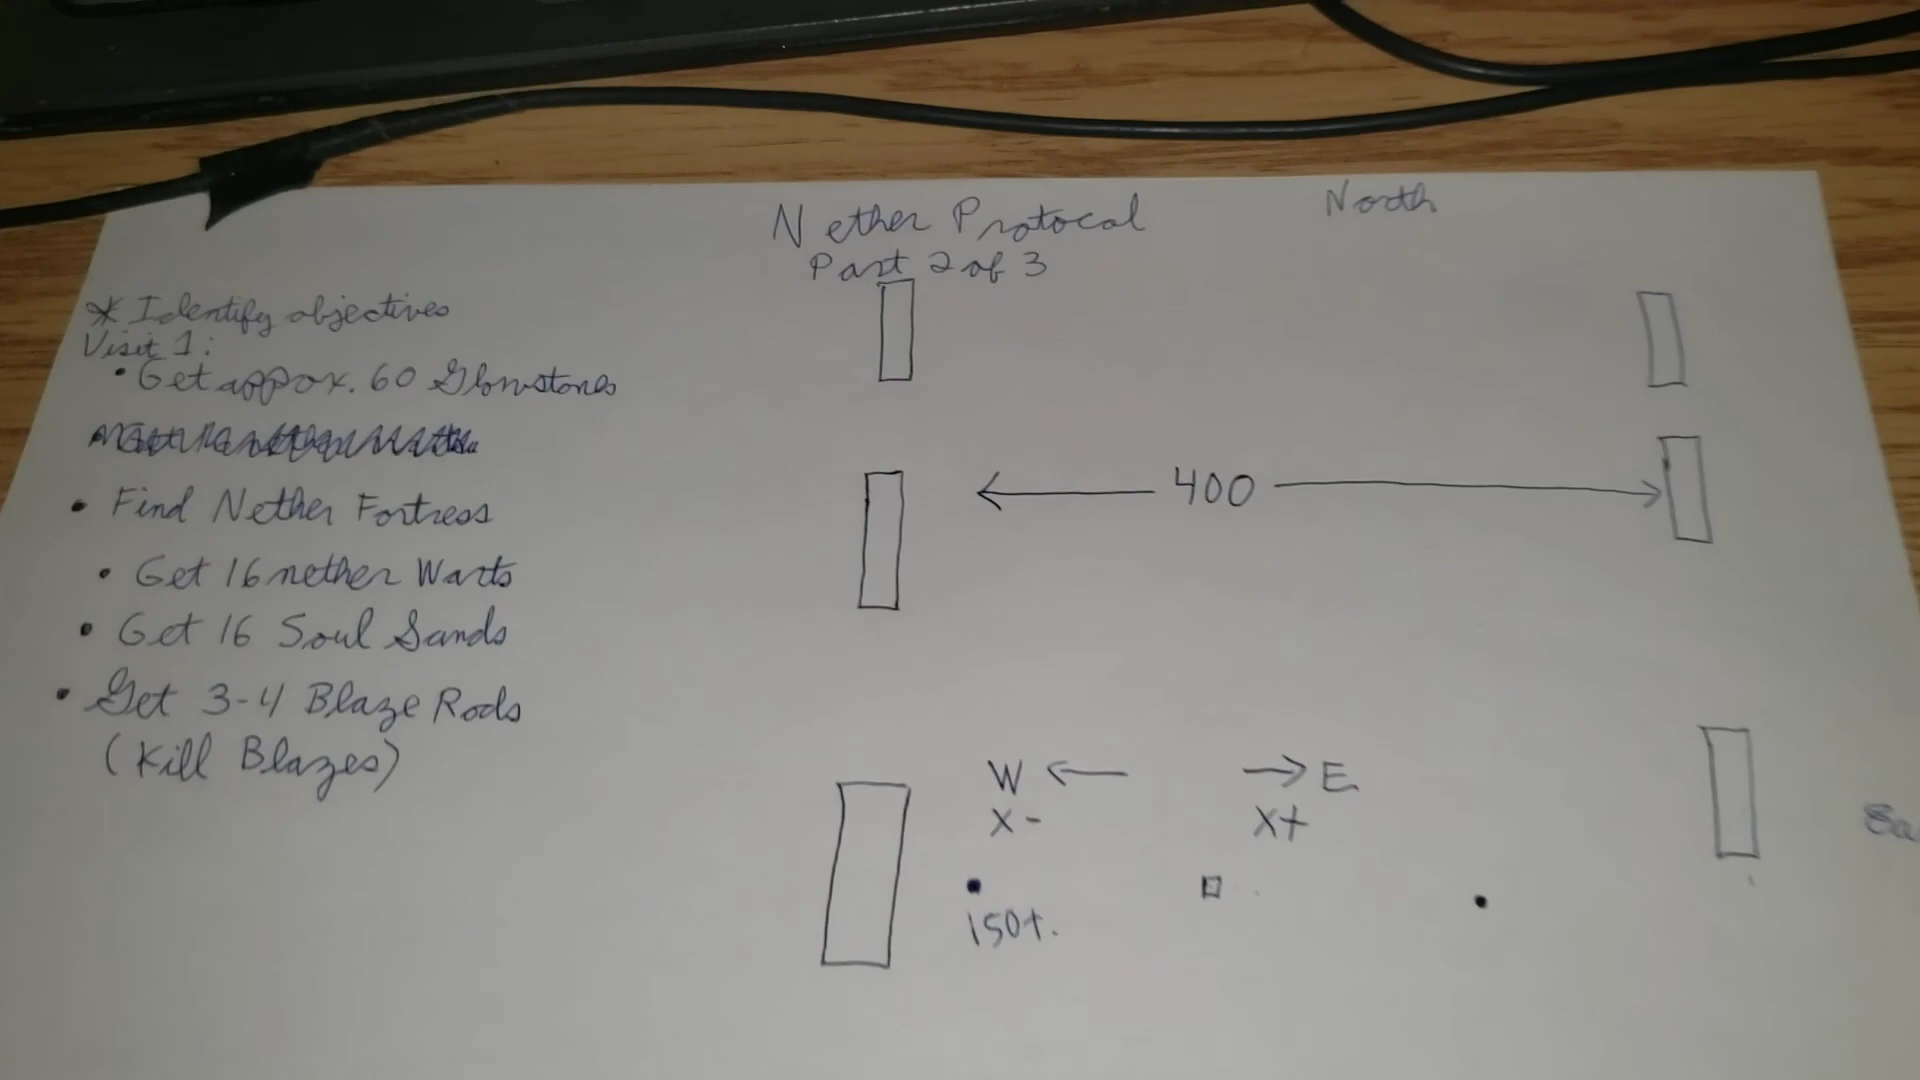 Nether Protocal
North
Part 2 of 3
* Identify objectives
Visit 1:
• Get approx. 60 Glowstones
• Find Nether Fortress
• Get 16 nether Warts
• Get 16 Soul Sands
• Get 3-4 Blaze Rods
(Kill Blazes)
← 400 →
W ← → E
X- X+
150+.